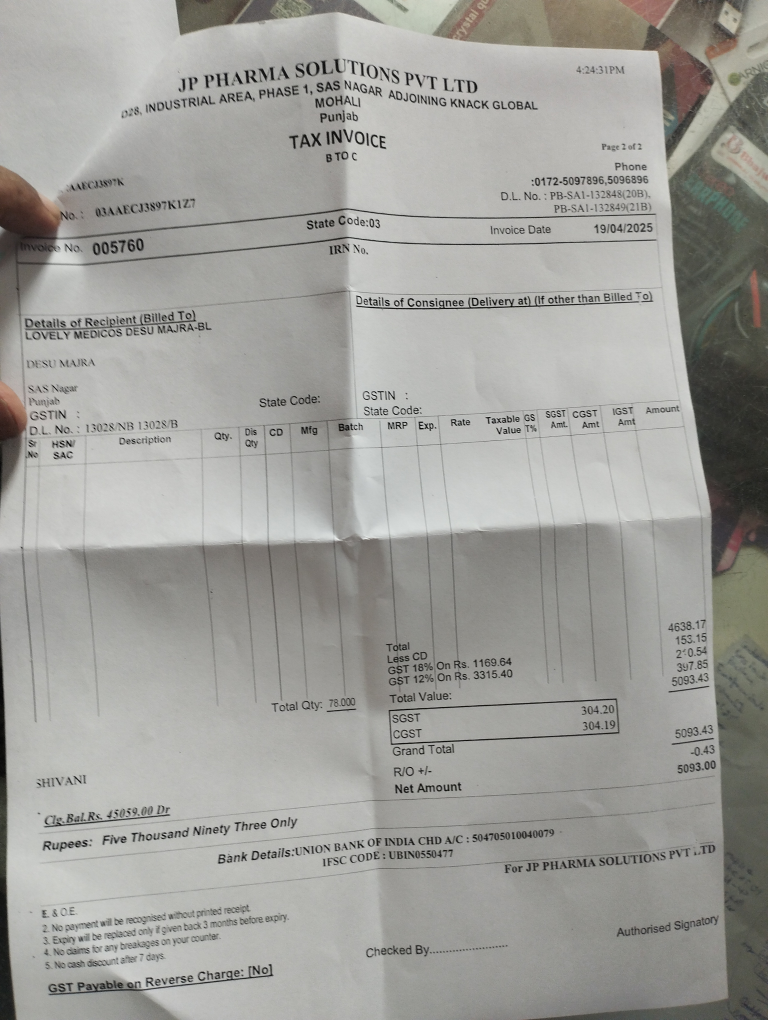 4:24:31PM
JP PHARMA SOLUTIONS PVT LTD
D28, INDUSTRIAL AREA, PHASE 1, SAS NAGAR ADJOINING KNACK GLOBAL
MOHALI
Punjab
TAX INVOICE
B TO C
Page 2 of 2
Phone
:0172-5097896,5096896
D.L. No. : PB-SA1-132848(20B),
PB-SA1-132849(21B)
AAECJ3897K
No. : 03AAECJ3897K1Z7
State Code:03
Invoice No. 005760
Invoice Date 19/04/2025
IRN No.
Details of Recipient (Billed To)
Details of Consignee (Delivery at) (If other than Billed To)
LOVELY MEDICOS DESU MAJRA-BL
DESU MAJRA
SAS Nagar
Punjab
State Code:
GSTIN :
GSTIN :
State Code:
D.L. No. : 13028/NB 13028/B
Sr No HSN/ SAC Description Qty. Dis Qty CD Mfg Batch MRP Exp. Rate Taxable Value GS T% SGST Amt. CGST Amt IGST Amt Amount
Total 4638.17
Less CD 153.15
GST 18% On Rs. 1169.64 2 0.54
GST 12% On Rs. 3315.40 397.85
Total Qty: 78.000
Total Value: 5093.43
SGST 304.20
CGST 304.19
Grand Total 5093.43
R/O +/- -0.43
Net Amount 5093.00
SHIVANI
Clg.Bal.Rs. 45059.00 Dr
Rupees: Five Thousand Ninety Three Only
Bank Details:UNION BANK OF INDIA CHD A/C : 504705010040079
IFSC CODE : UBIN0550477
For JP PHARMA SOLUTIONS PVT LTD
E. & O.E.
2. No payment will be recognised without printed receipt.
3. Expiry will be replaced only if given back 3 months before expiry.
4. No claims for any breakages on your counter.
5. No cash discount after 7 days.
Checked By........................
Authorised Signatory
GST Payable on Reverse Charge: [No]